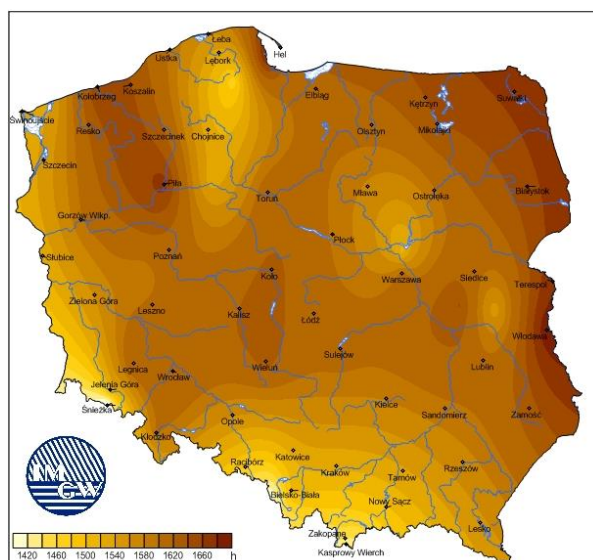 Łeba
Ustka
Lębork
Hel
Koszalin
Kołobrzeg
Elbląg
Kętrzyn
Suwałki
Świnoujście
Resko
Szczecinek
Chojnice
Olsztyn
Mikołajki
Szczecin
Piła
Toruń
Mława
Ostrołęka
Białystok
Gorzów Wlkp.
Płock
Słubice
Poznań
Koło
Warszawa
Siedlce
Terespol
Zielona Góra
Leszno
Kalisz
Łódź
Włodawa
Sulejów
Legnica
Wrocław
Wieluń
Lublin
Jelenia Góra
Śnieżka
Kielce
Sandomierz
Zamość
Opole
Kłodzko
Racibórz
Katowice
Kraków
Tarnów
Rzeszów
Bielsko-Biała
Nowy Sącz
Lesko
Zakopane
Kasprowy Wierch
IM
GW
1420 1460 1500 1540 1580 1620 1660 h